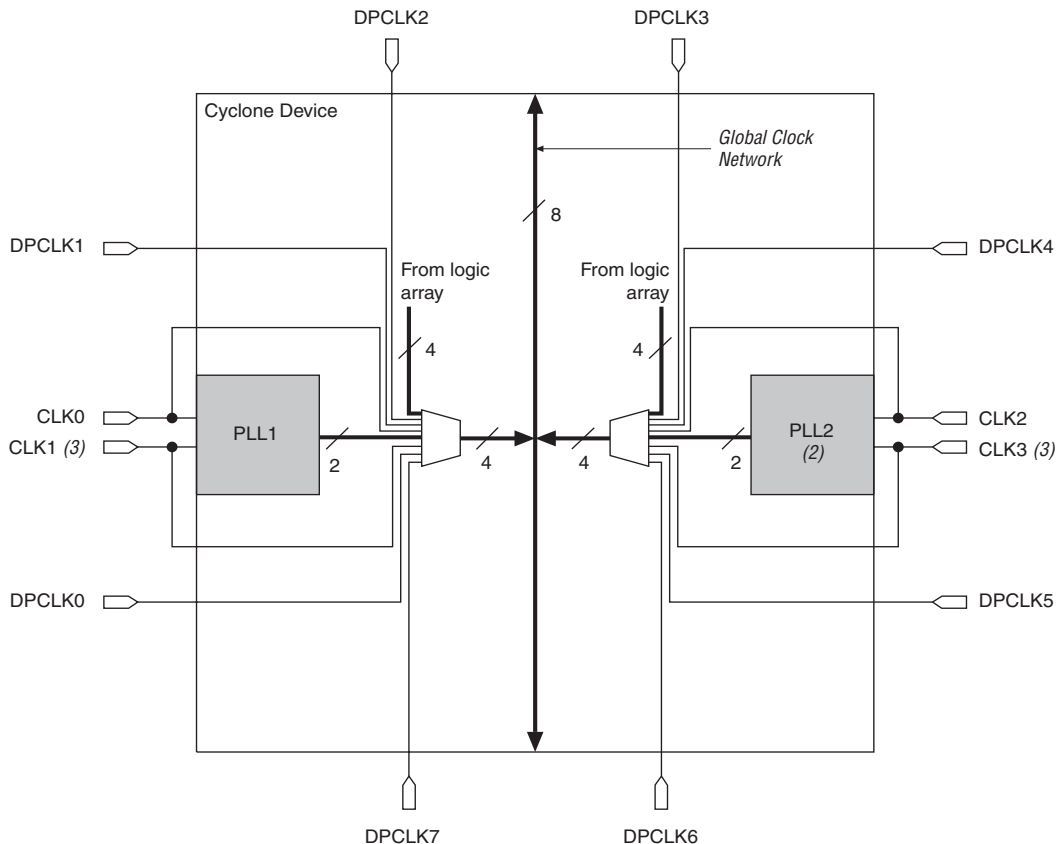 DPCLK2
DPCLK3
Cyclone Device
Global Clock
Network
8
DPCLK1
DPCLK4
From logic
array
From logic
array
4
4
CLK0
CLK2
PLL1
PLL2
(2)
CLK1 (3)
CLK3 (3)
2
4
4
2
DPCLK0
DPCLK5
DPCLK7
DPCLK6